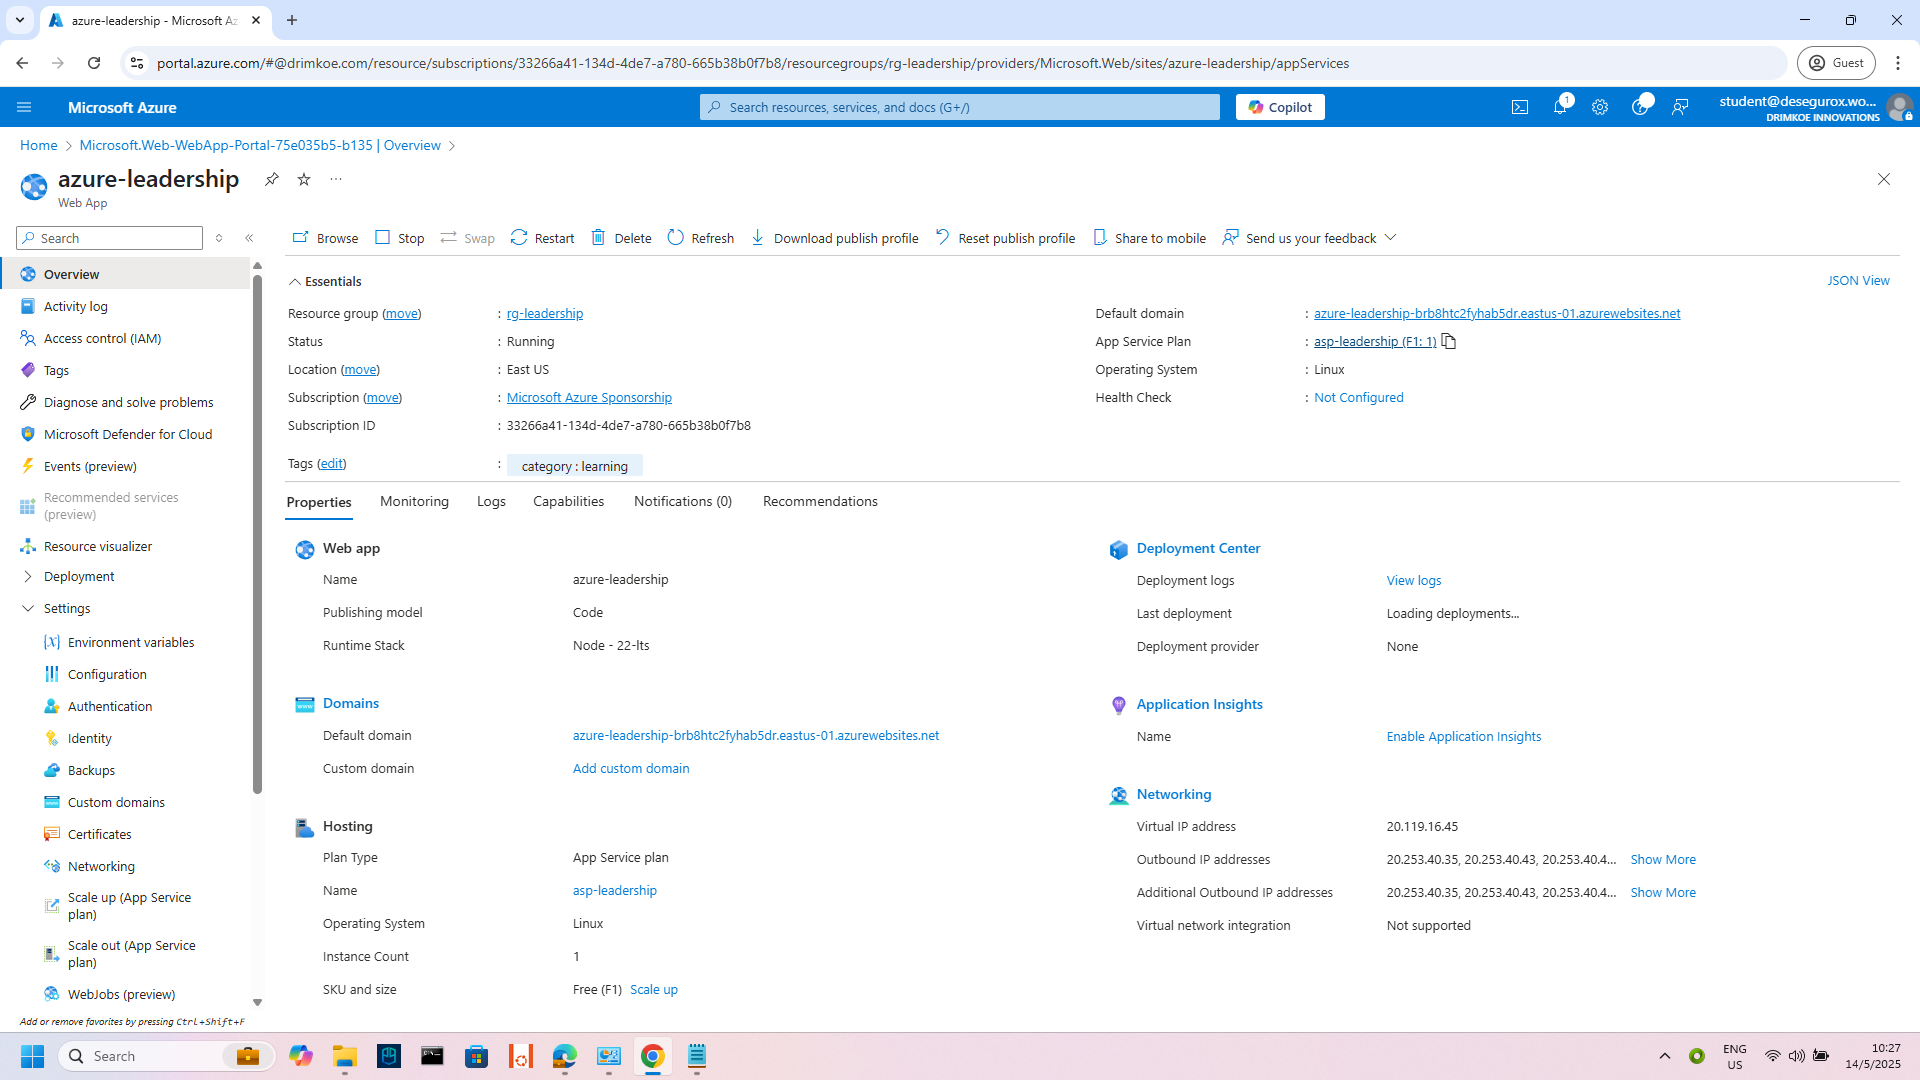 azure-leadership - Microsoft Az
portal.azure.com/#@drimkoe.com/resource/subscriptions/33266a41-134d-4de7-a780-665b38b0f7b8/resourcegroups/rg-leadership/providers/Microsoft.Web/sites/azure-leadership/appServices
Guest
Microsoft Azure
Search resources, services, and docs (G+/)
Copilot
1
student@desegurox.wo...
DRIMKOE INNOVATIONS
Home > Microsoft.Web-WebApp-Portal-75e035b5-b135 | Overview >
azure-leadership
Web App
Search
Browse Stop Swap Restart Delete Refresh Download publish profile Reset publish profile Share to mobile Send us your feedback
Overview
Activity log
Access control (IAM)
Tags
Diagnose and solve problems
Microsoft Defender for Cloud
Events (preview)
Recommended services
(preview)
Resource visualizer
Deployment
Settings
Environment variables
Configuration
Authentication
Identity
Backups
Custom domains
Certificates
Networking
Scale up (App Service
plan)
Scale out (App Service
plan)
WebJobs (preview)
Add or remove favorites by pressing Ctrl+Shift+F
Essentials
JSON View
Resource group (move) : rg-leadership
Status : Running
Location (move) : East US
Subscription (move) : Microsoft Azure Sponsorship
Subscription ID : 33266a41-134d-4de7-a780-665b38b0f7b8
Tags (edit) : category : learning
Default domain : azure-leadership-brb8htc2fyhab5dr.eastus-01.azurewebsites.net
App Service Plan : asp-leadership (F1: 1)
Operating System : Linux
Health Check : Not Configured
Properties Monitoring Logs Capabilities Notifications (0) Recommendations
Web app
Name azure-leadership
Publishing model Code
Runtime Stack Node - 22-lts
Domains
Default domain azure-leadership-brb8htc2fyhab5dr.eastus-01.azurewebsites.net
Custom domain Add custom domain
Hosting
Plan Type App Service plan
Name asp-leadership
Operating System Linux
Instance Count 1
SKU and size Free (F1) Scale up
Deployment Center
Deployment logs View logs
Last deployment Loading deployments...
Deployment provider None
Application Insights
Name Enable Application Insights
Networking
Virtual IP address 20.119.16.45
Outbound IP addresses 20.253.40.35, 20.253.40.43, 20.253.40.4... Show More
Additional Outbound IP addresses 20.253.40.35, 20.253.40.43, 20.253.40.4... Show More
Virtual network integration Not supported
Search
ENG
US
10:27
14/5/2025